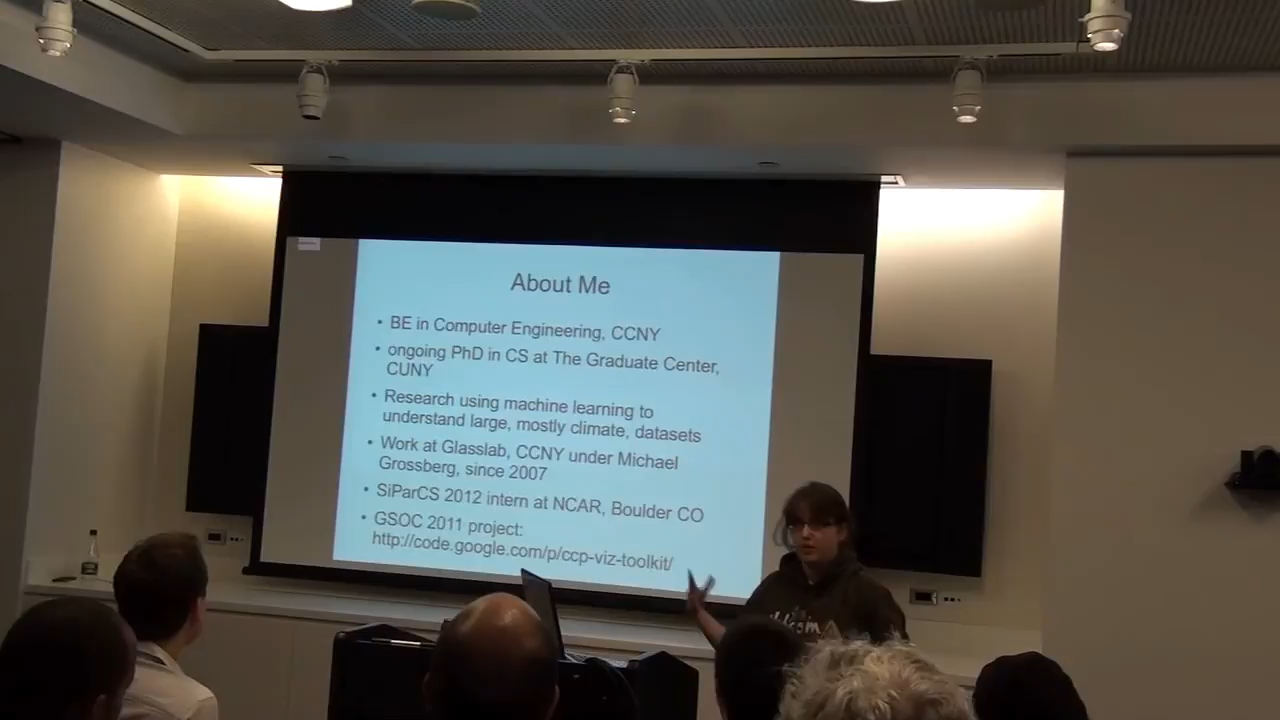 About Me
• BE in Computer Engineering, CCNY
• ongoing PhD in CS at The Graduate Center,
CUNY
• Research using machine learning to
understand large, mostly climate, datasets
• Work at Glasslab, CCNY under Michael
Grossberg, since 2007
• SiParCS 2012 intern at NCAR, Boulder CO
• GSOC 2011 project:
http://code.google.com/p/ccp-viz-toolkit/